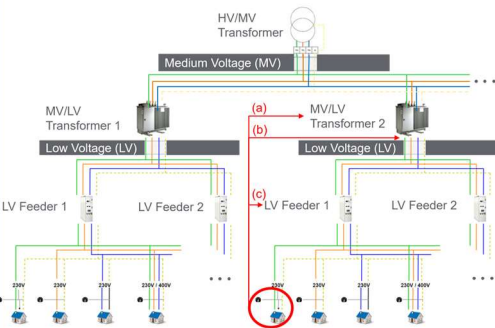 HV/MV
Transformer
Medium Voltage (MV)
MV/LV
Transformer 1
(a)
MV/LV
Transformer 2
(b)
Low Voltage (LV)
Low Voltage (LV)
LV Feeder 1
LV Feeder 2
(c)
LV Feeder 1
LV Feeder 2
230V
230V
230V
230V / 400V
230V
230V
230V
230V / 400V